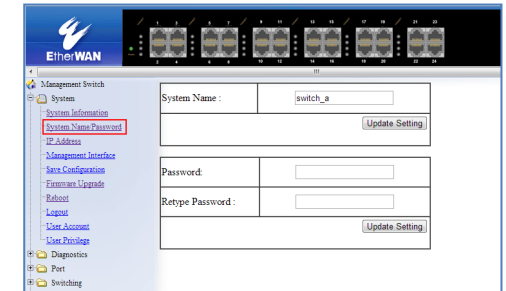 1 3 5 7 9 11 13 15 17 19 21 23
EtherWAN
2 4 6 8 10 12 14 16 18 20 22 24
Management Switch
System
System Information
System Name/Password
IP Address
Management Interface
Save Configuration
Firmware Upgrade
Reboot
Logout
User Account
User Privilege
Diagnostics
Port
Switching
System Name :
switch_a
Update Setting
Password:
Retype Password :
Update Setting